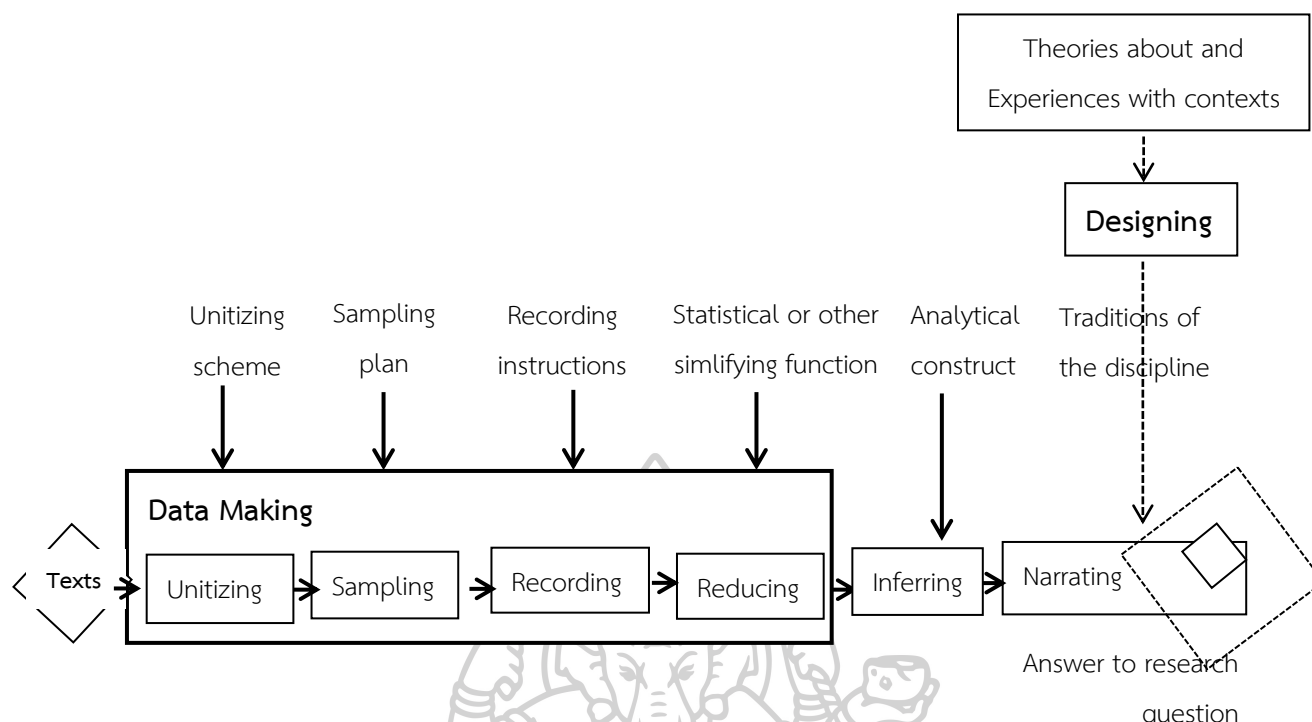 Theories about and
Experiences with contexts
Designing
Unitizing
scheme
Sampling
plan
Recording
instructions
Statistical or other
simlifying function
Analytical
construct
Traditions of
the discipline
Data Making
Texts
Unitizing
Sampling
Recording
Reducing
Inferring
Narrating
Answer to research
question